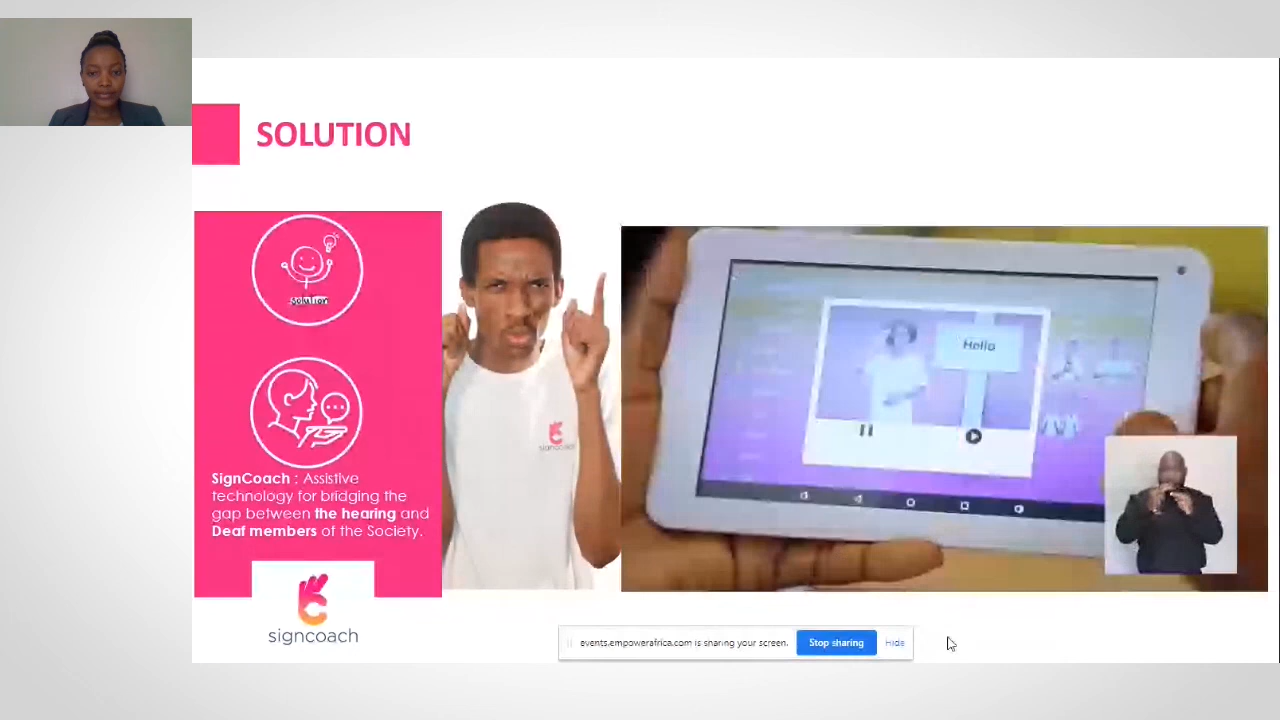 SOLUTION
solution
SignCoach : Assistive
technology for bridging the
gap between the hearing and
Deaf members of the Society.
signcoach
signcoach
Hello
events.empowerafrica.com is sharing your screen.
Stop sharing
Hide